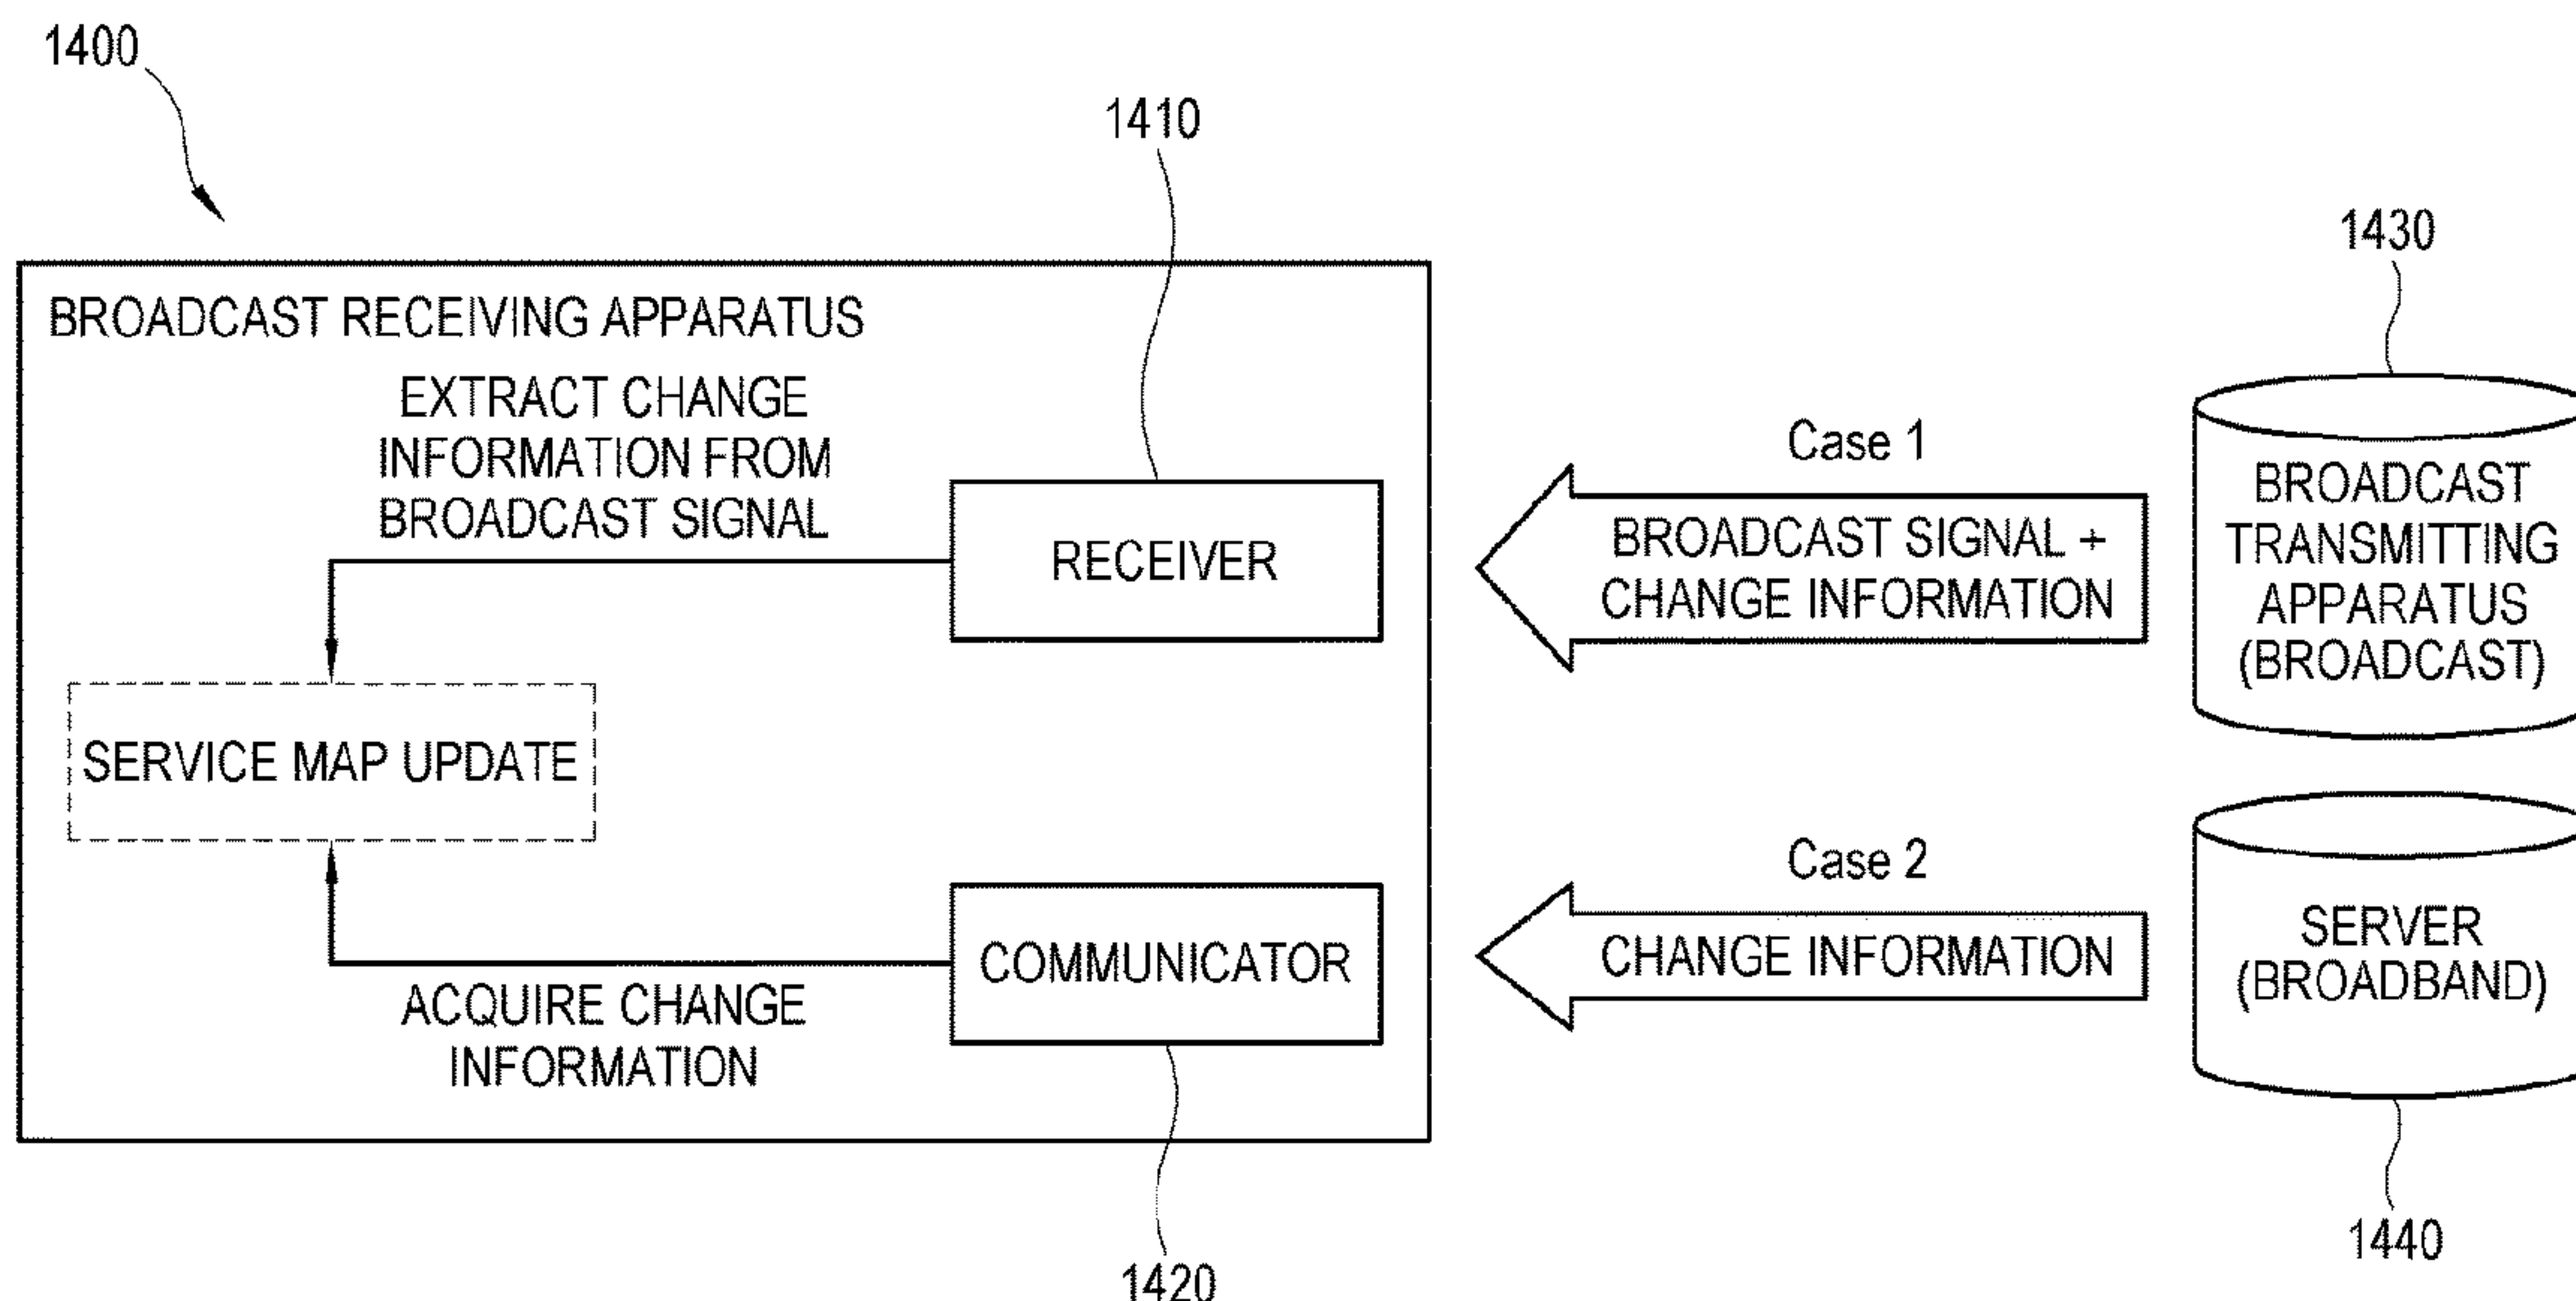 1400
1410
1430
BROADCAST RECEIVING APPARATUS
EXTRACT CHANGE
INFORMATION FROM
BROADCAST SIGNAL
RECEIVER
Case 1
BROADCAST SIGNAL +
CHANGE INFORMATION
BROADCAST
TRANSMITTING
APPARATUS
(BROADCAST)
SERVICE MAP UPDATE
COMMUNICATOR
ACQUIRE CHANGE
INFORMATION
Case 2
CHANGE INFORMATION
SERVER
(BROADBAND)
1420
1440